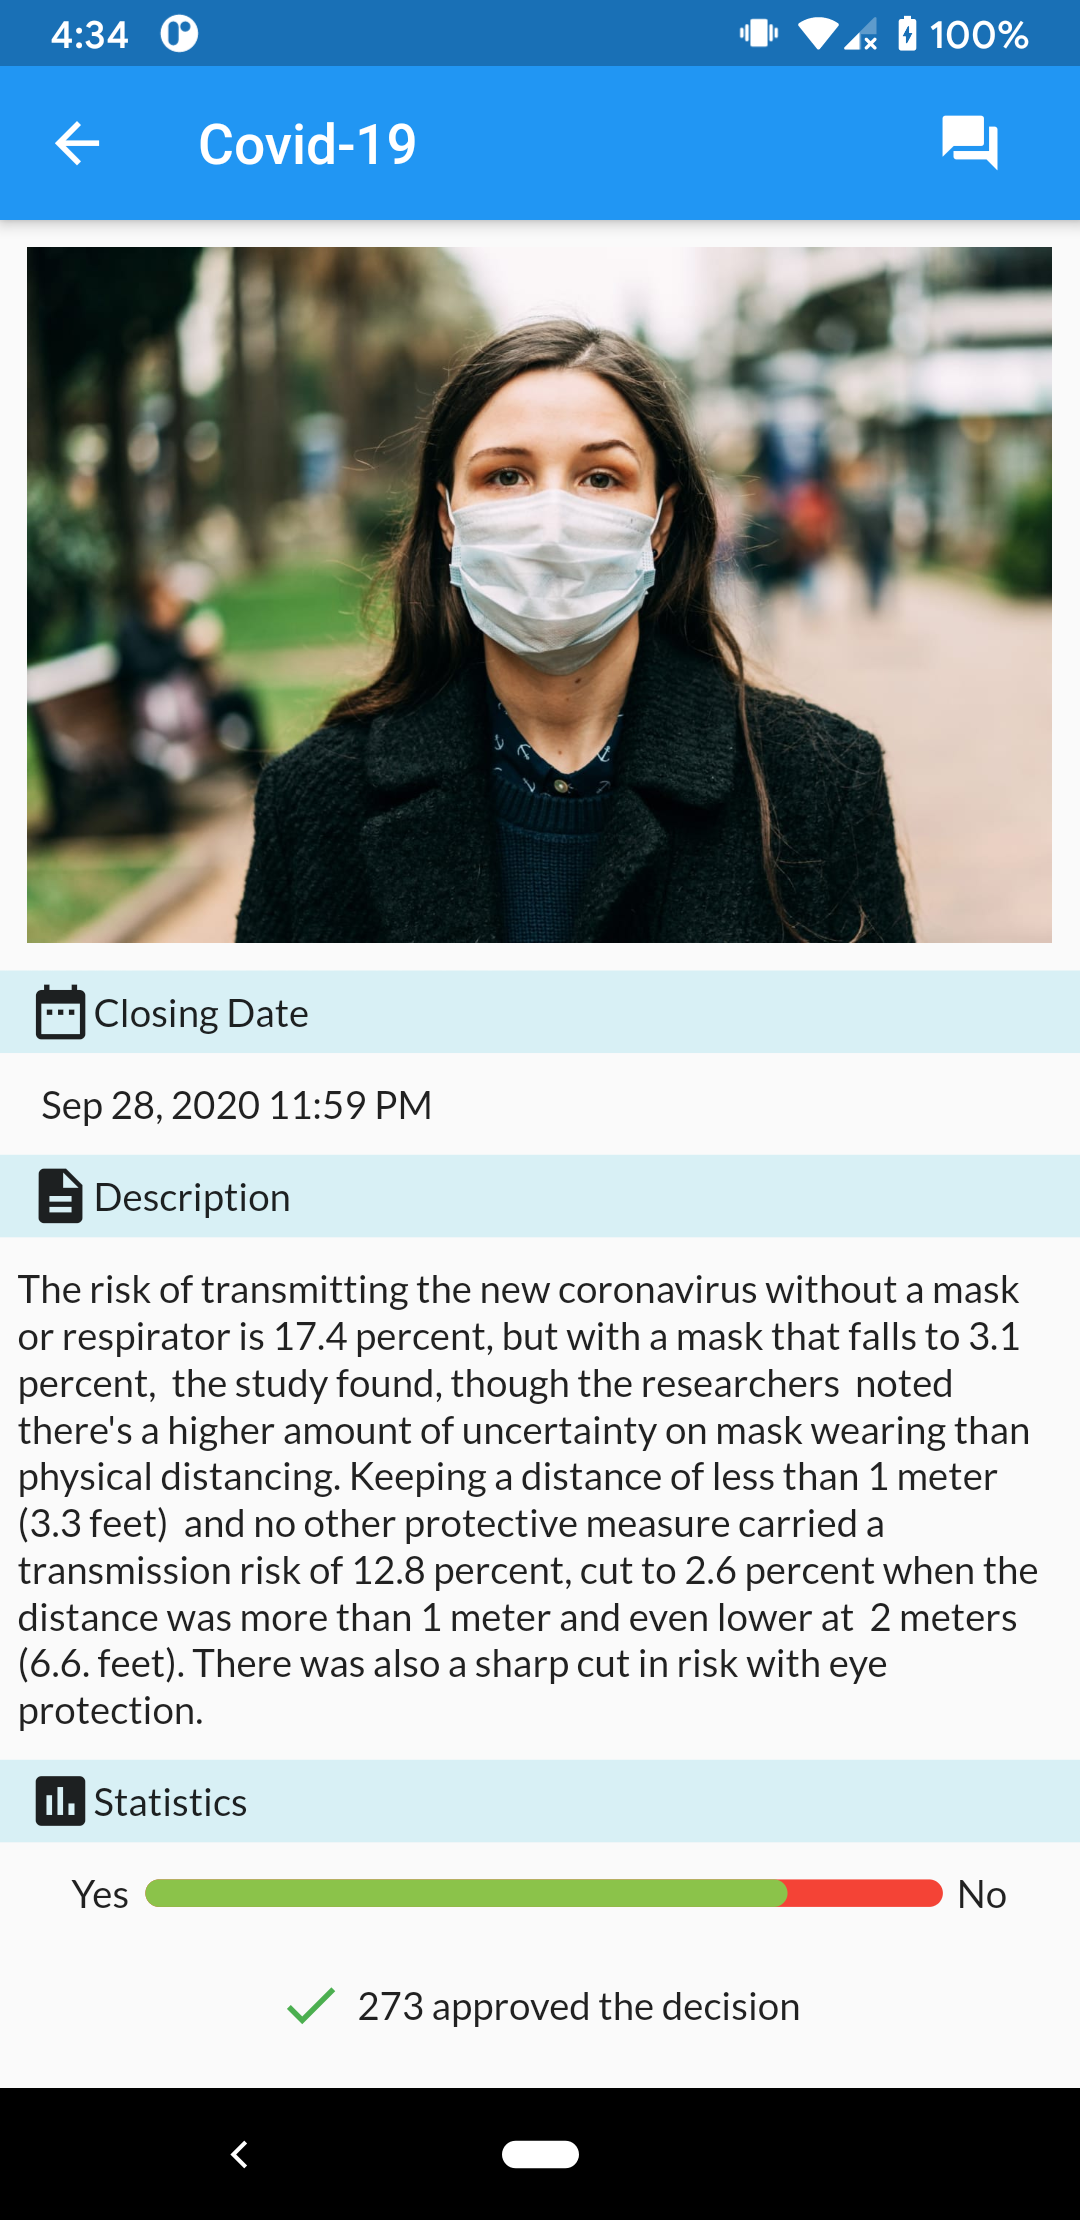 4:34
100%
Covid-19
Closing Date
Sep 28, 2020 11:59 PM
Description
The risk of transmitting the new coronavirus without a mask
or respirator is 17.4 percent, but with a mask that falls to 3.1
percent,  the study found, though the researchers  noted
there's a higher amount of uncertainty on mask wearing than
physical distancing. Keeping a distance of less than 1 meter
(3.3 feet)  and no other protective measure carried a
transmission risk of 12.8 percent, cut to 2.6 percent when the
distance was more than 1 meter and even lower at  2 meters
(6.6. feet). There was also a sharp cut in risk with eye
protection.
Statistics
Yes
No
273 approved the decision